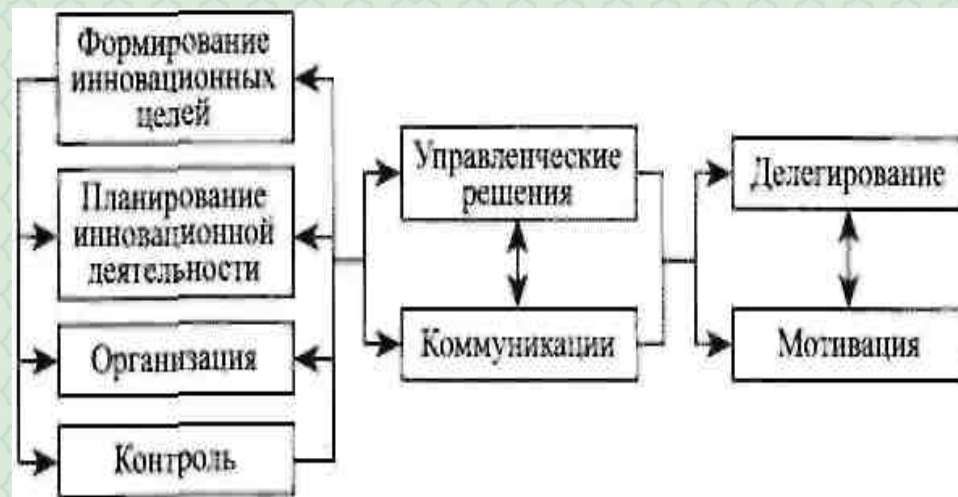 Формирование
инновационных
целей
Планирование
инновационной
деятельности
Организация
Контроль
Управленческие
решения
Коммуникации
Делегирование
Мотивация